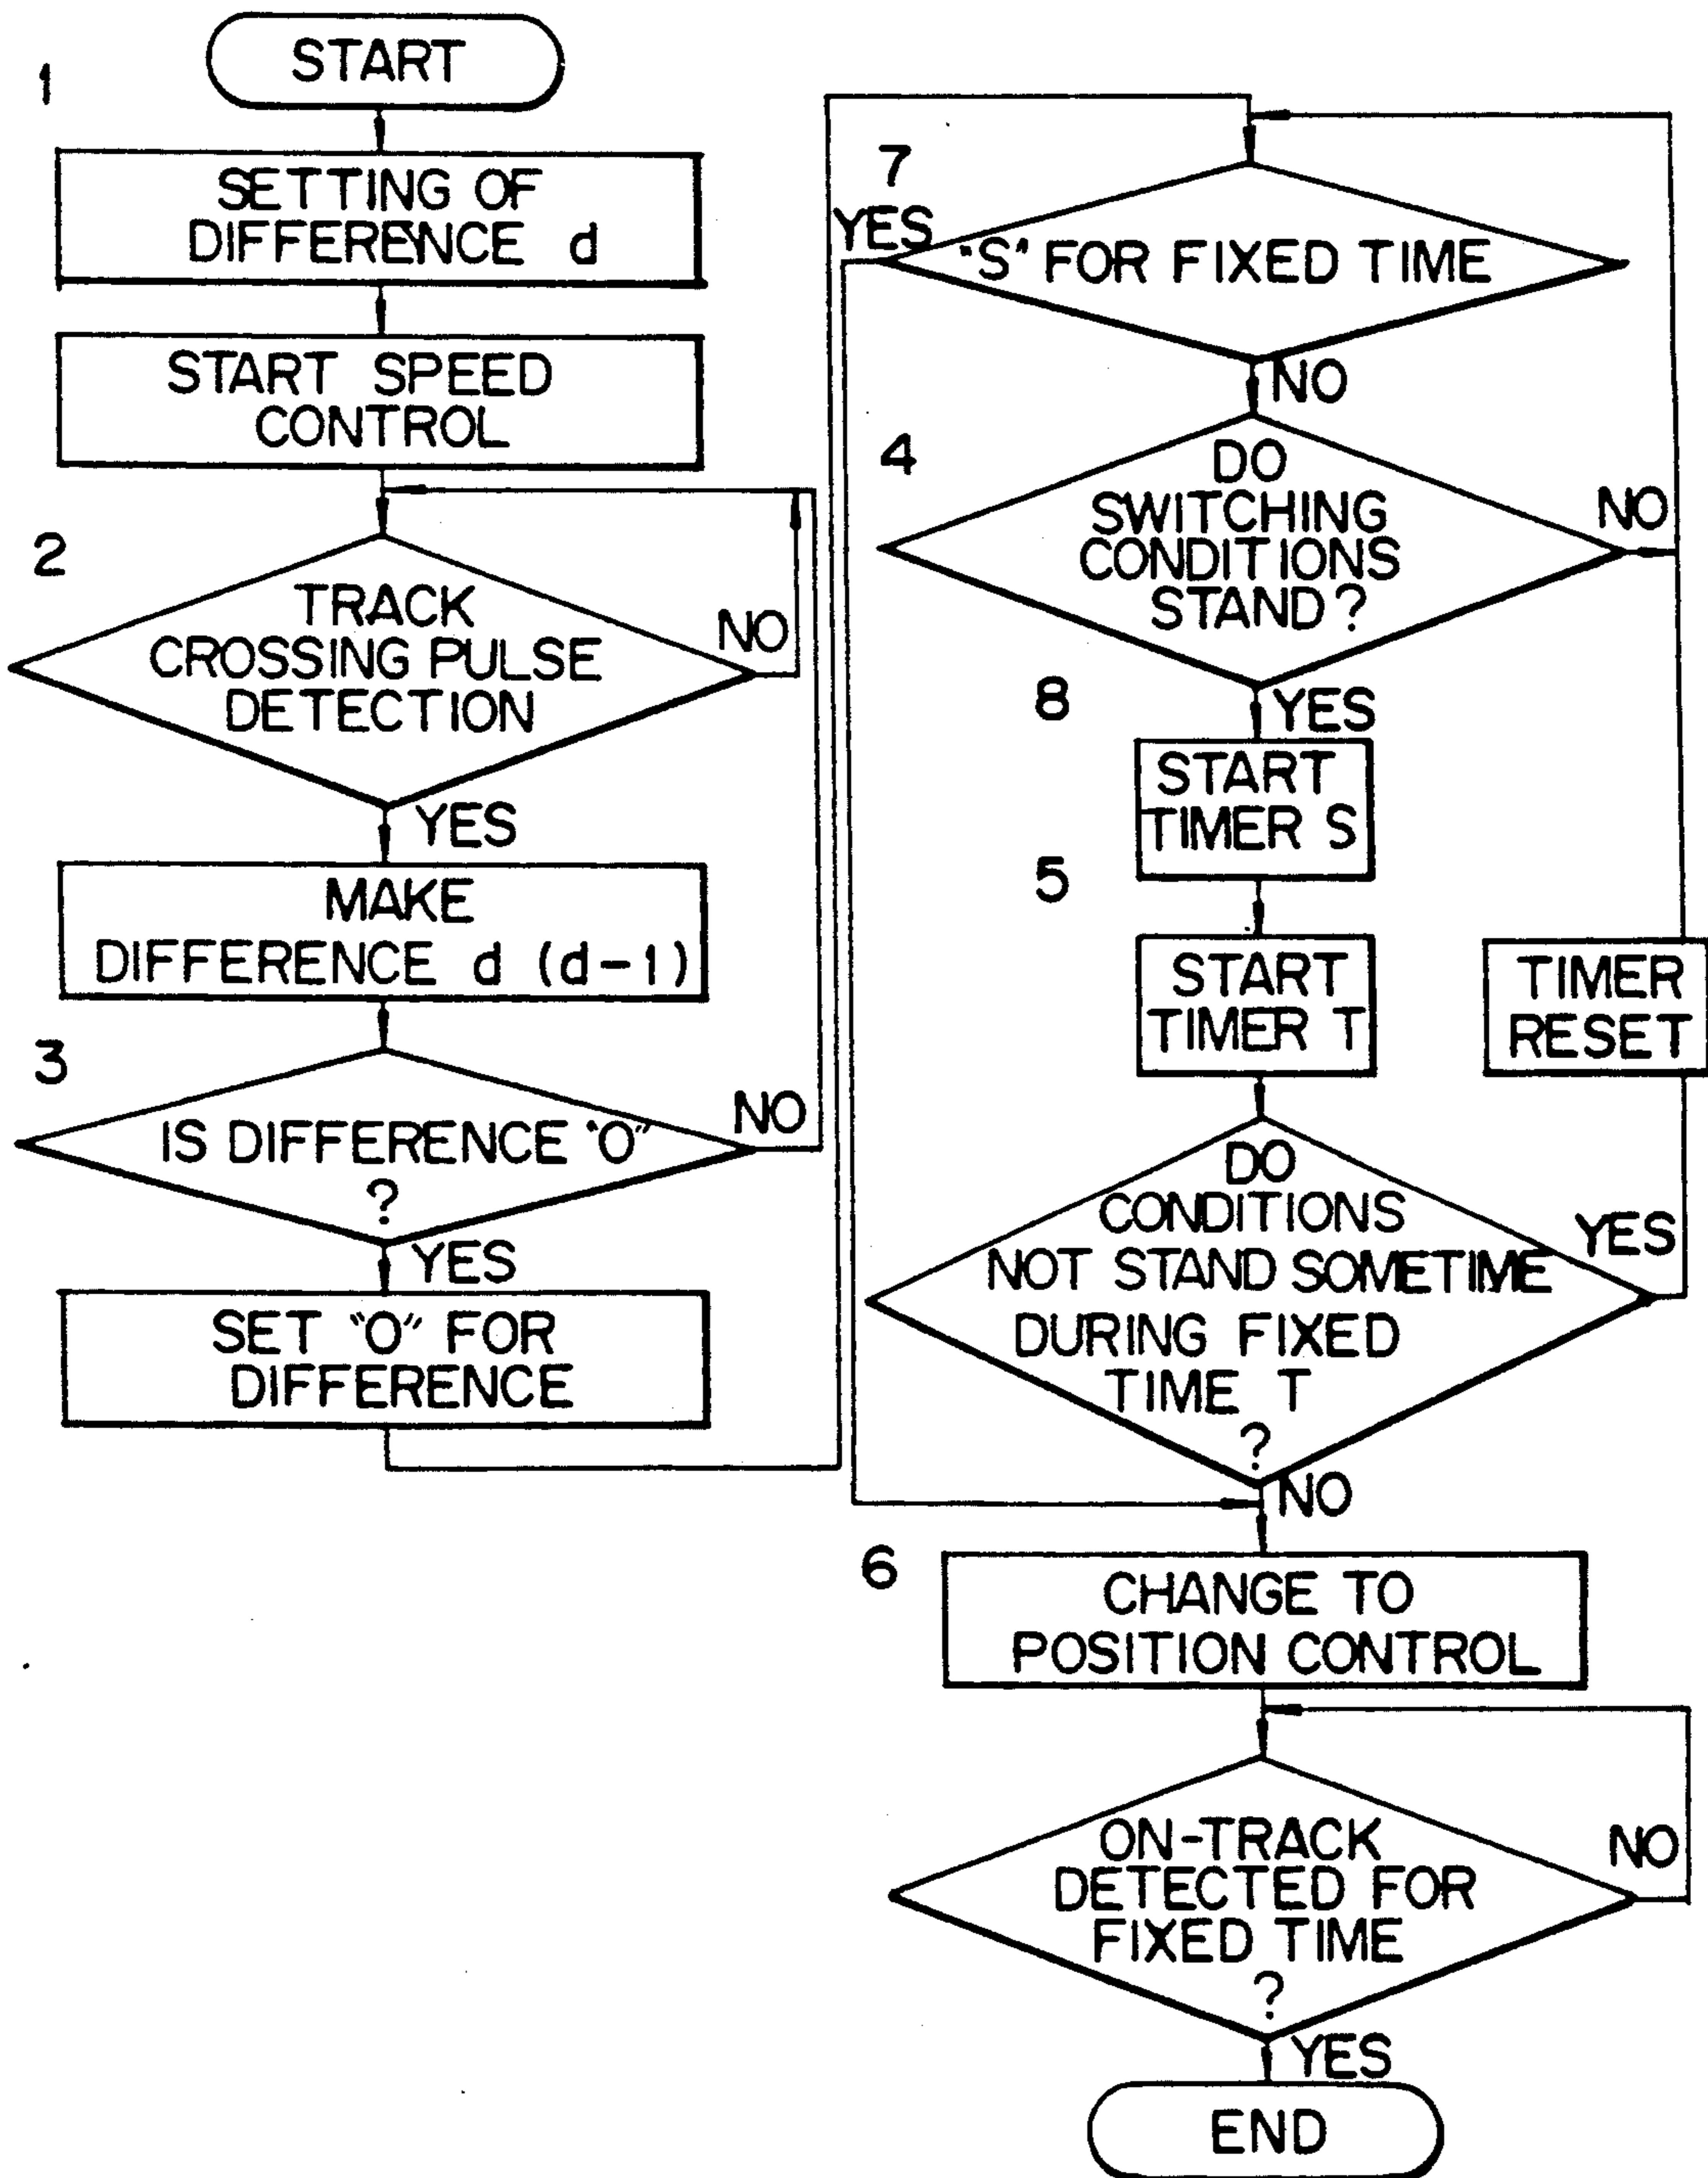 1
START
SETTING OF
DIFFERENCE d
START SPEED
CONTROL
2
TRACK
CROSSING PULSE
DETECTION
NO
YES
MAKE
DIFFERENCE d (d-1)
3
IS DIFFERENCE "0"
?
NO
YES
SET "0" FOR
DIFFERENCE
7
YES
"S" FOR FIXED TIME
NO
4
DO
SWITCHING
CONDITIONS
STAND?
NO
YES
8
START
TIMER S
5
START
TIMER T
TIMER
RESET
DO
CONDITIONS
NOT STAND SOMETIME
DURING FIXED
TIME T
?
YES
NO
6
CHANGE TO
POSITION CONTROL
ON-TRACK
DETECTED FOR
FIXED TIME
?
NO
YES
END